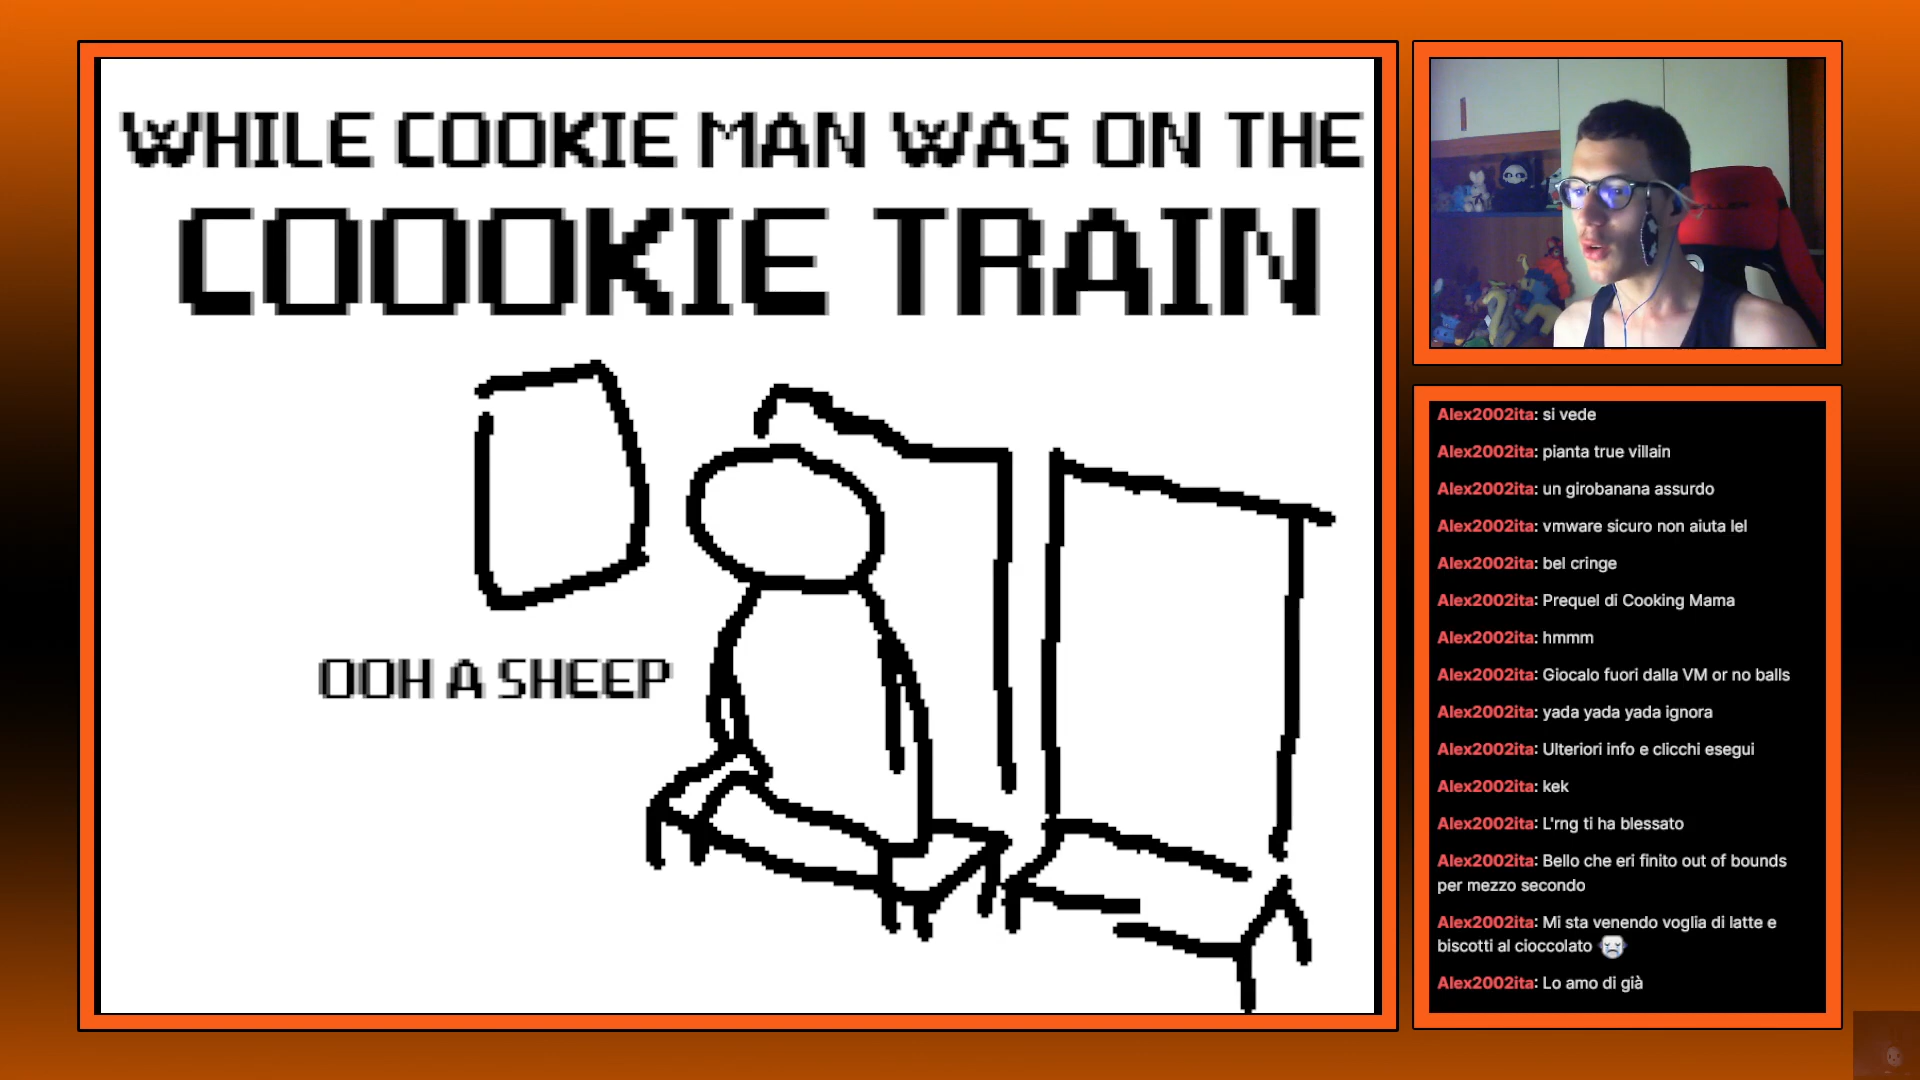 WHILE COOKIE MAN WAS ON THE
COOOKIE TRAIN
OOH A SHEEP
Alex2002ita: si vede
Alex2002ita: pianta true villain
Alex2002ita: un girobanana assurdo
Alex2002ita: vmware sicuro non aiuta lel
Alex2002ita: bel cringe
Alex2002ita: Prequel di Cooking Mama
Alex2002ita: hmmm
Alex2002ita: Giocalo fuori dalla VM or no balls
Alex2002ita: yada yada yada ignora
Alex2002ita: Ulteriori info e clicchi esegui
Alex2002ita: kek
Alex2002ita: L'rng ti ha blessato
Alex2002ita: Bello che eri finito out of bounds
per mezzo secondo
Alex2002ita: Mi sta venendo voglia di latte e
biscotti al cioccolato
Alex2002ita: Lo amo di già